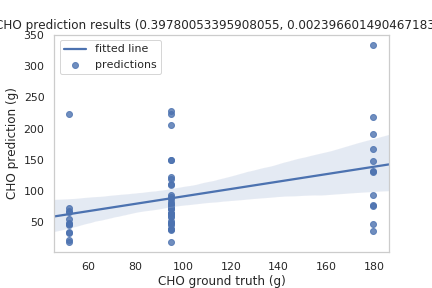 CHO prediction results (0.39780053395908055, 0.002396601490467183
350
300
250
200
150
100
50
CHO prediction (g)
fitted line
predictions
60 80 100 120 140 160 180
CHO ground truth (g)